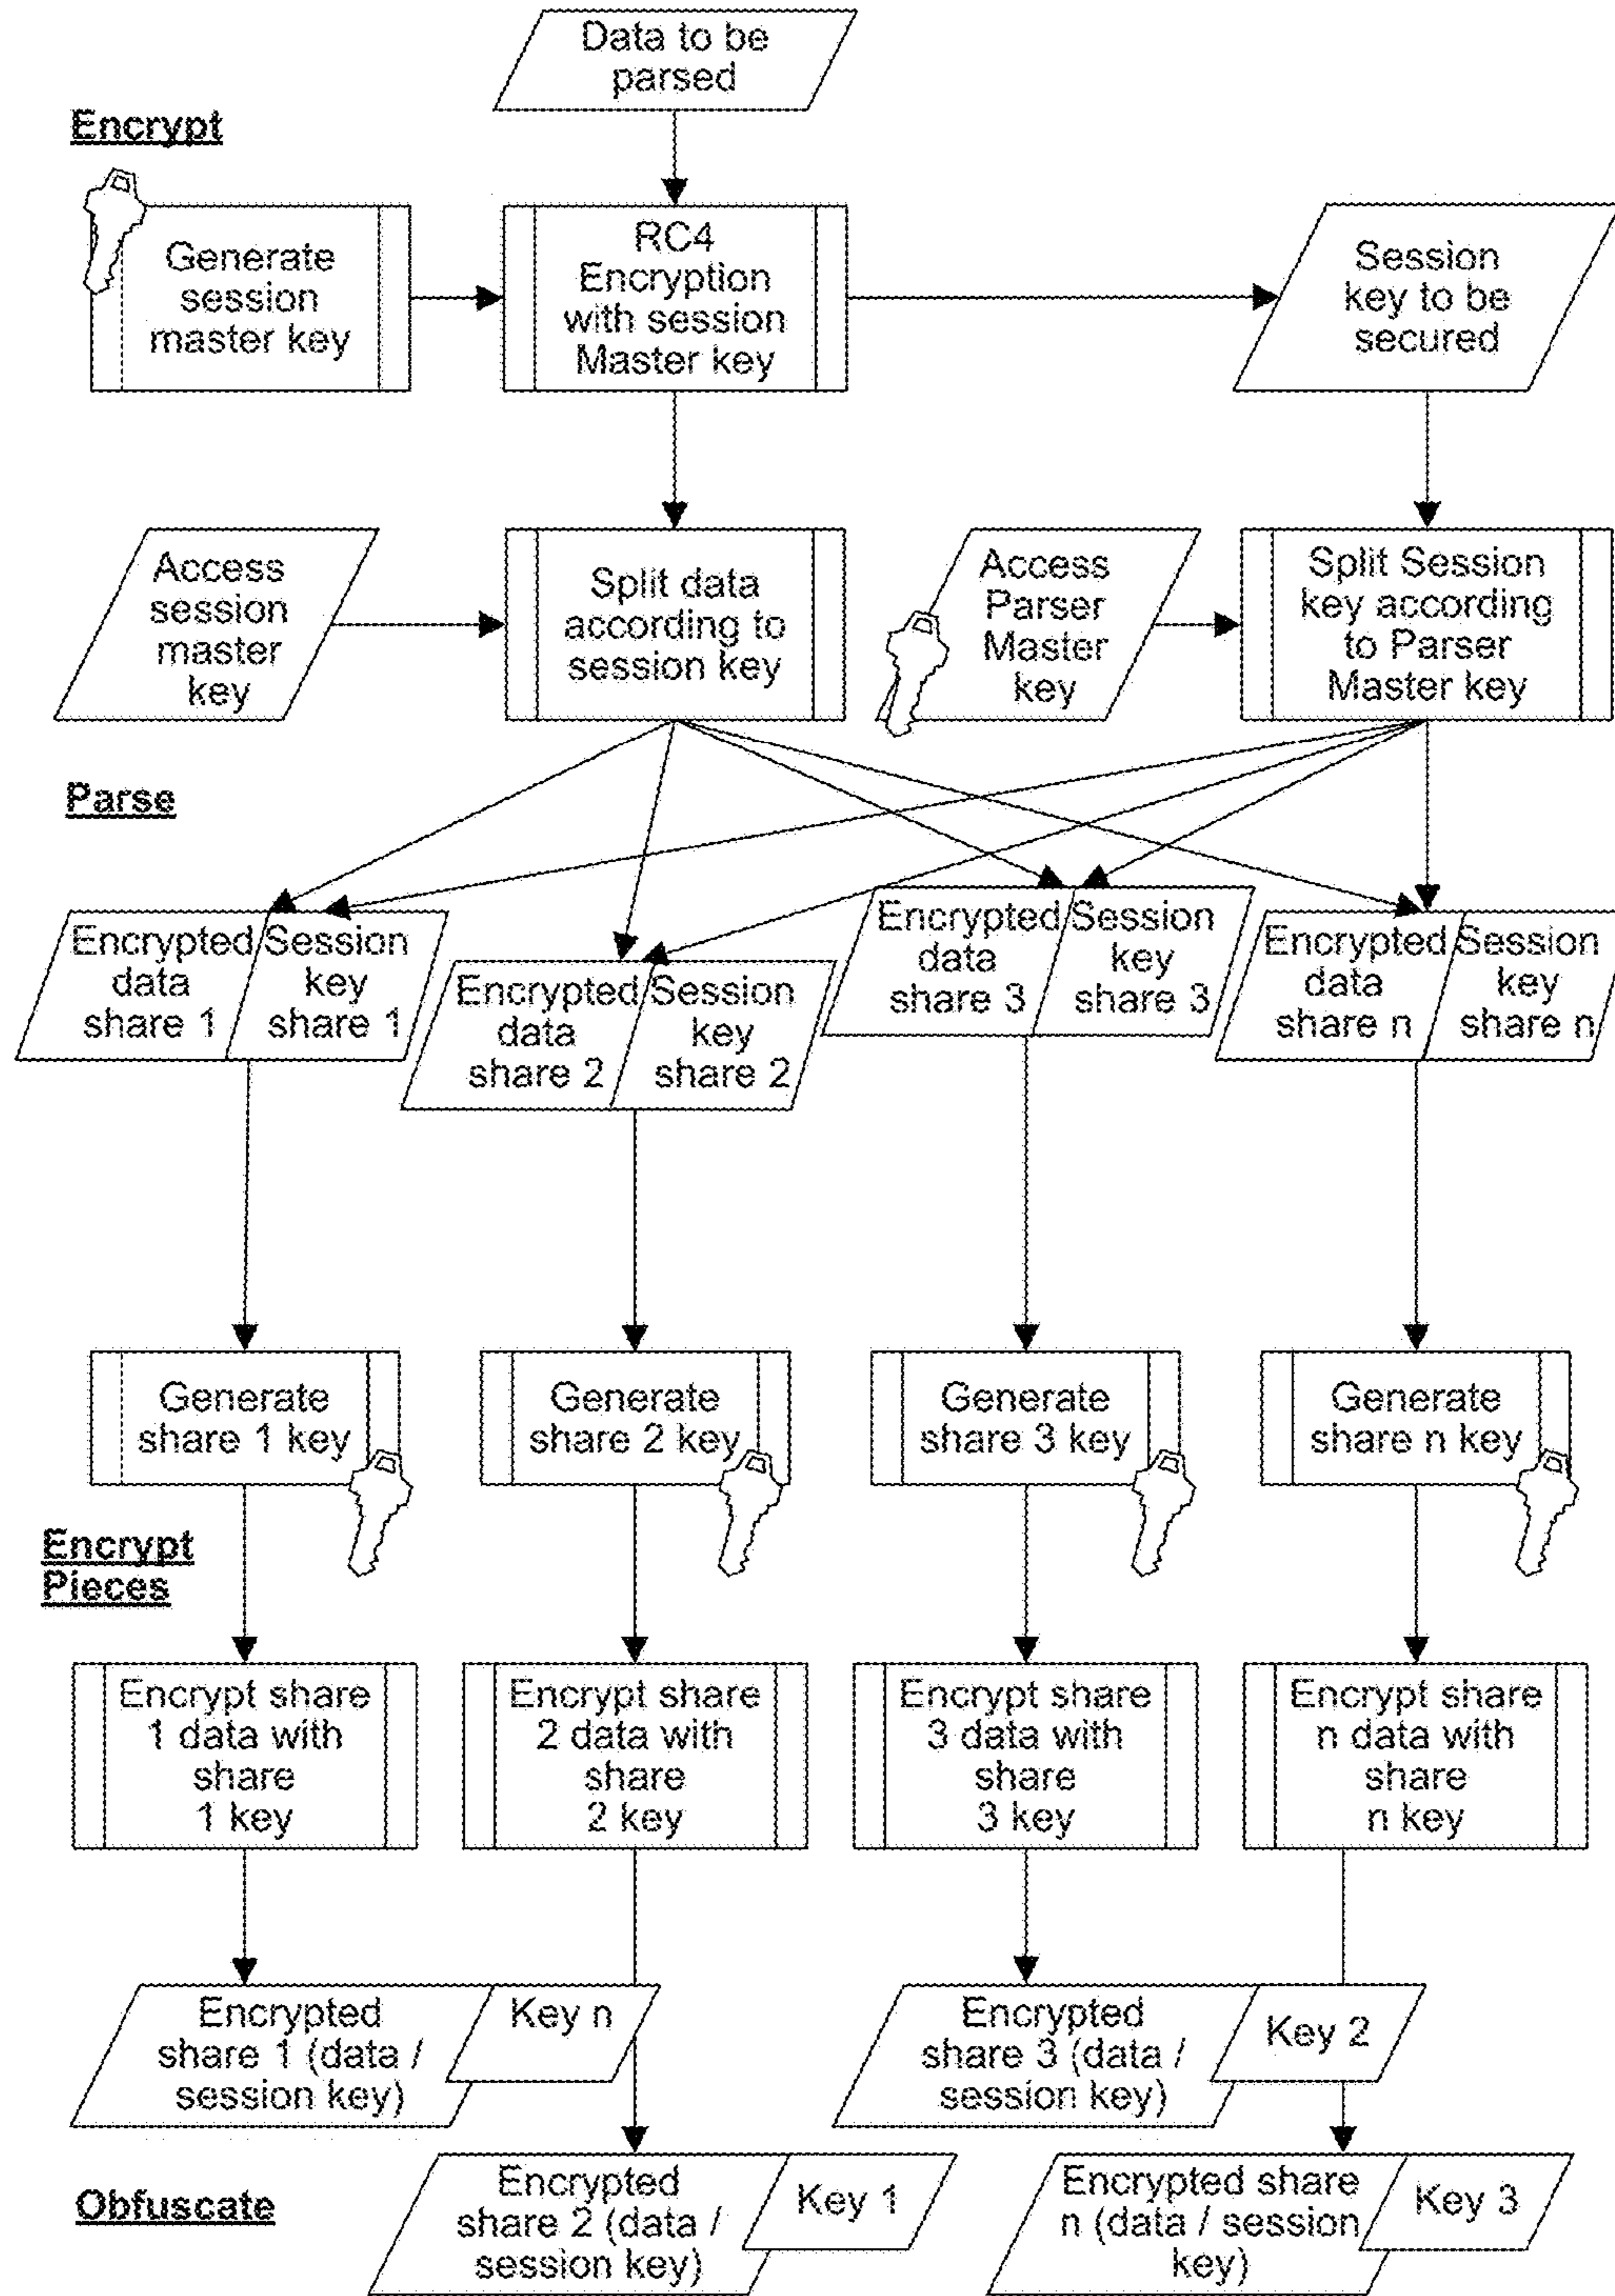 Data to be
parsed
Encrypt
Generate
session
master key
RC4
Encryption
with session
Master key
Session
key to be
secured
Access
session
master
key
Split data
according to
session key
Access
Parser
Master
key
Split Session
key according
to Parser
Master key
Parse
Encrypted
data
share 1
Session
key
share 1
Encrypted
data
share 2
Session
key
share 2
Encrypted
data
share 3
Session
key
share 3
Encrypted
data
share n
Session
key
share n
Generate
share 1 key
Generate
share 2 key
Generate
share 3 key
Generate
share n key
Encrypt
Pieces
Encrypt share
1 data with
share
1 key
Encrypt share
2 data with
share
2 key
Encrypt share
3 data with
share
3 key
Encrypt share
n data with
share
n key
Encrypted
share 1 (data /
session key)
Key n
Encrypted
share 3 (data /
session key)
Key 2
Obfuscate
Encrypted
share 2 (data /
session key)
Key 1
Encrypted share
n (data / session
key)
Key 3